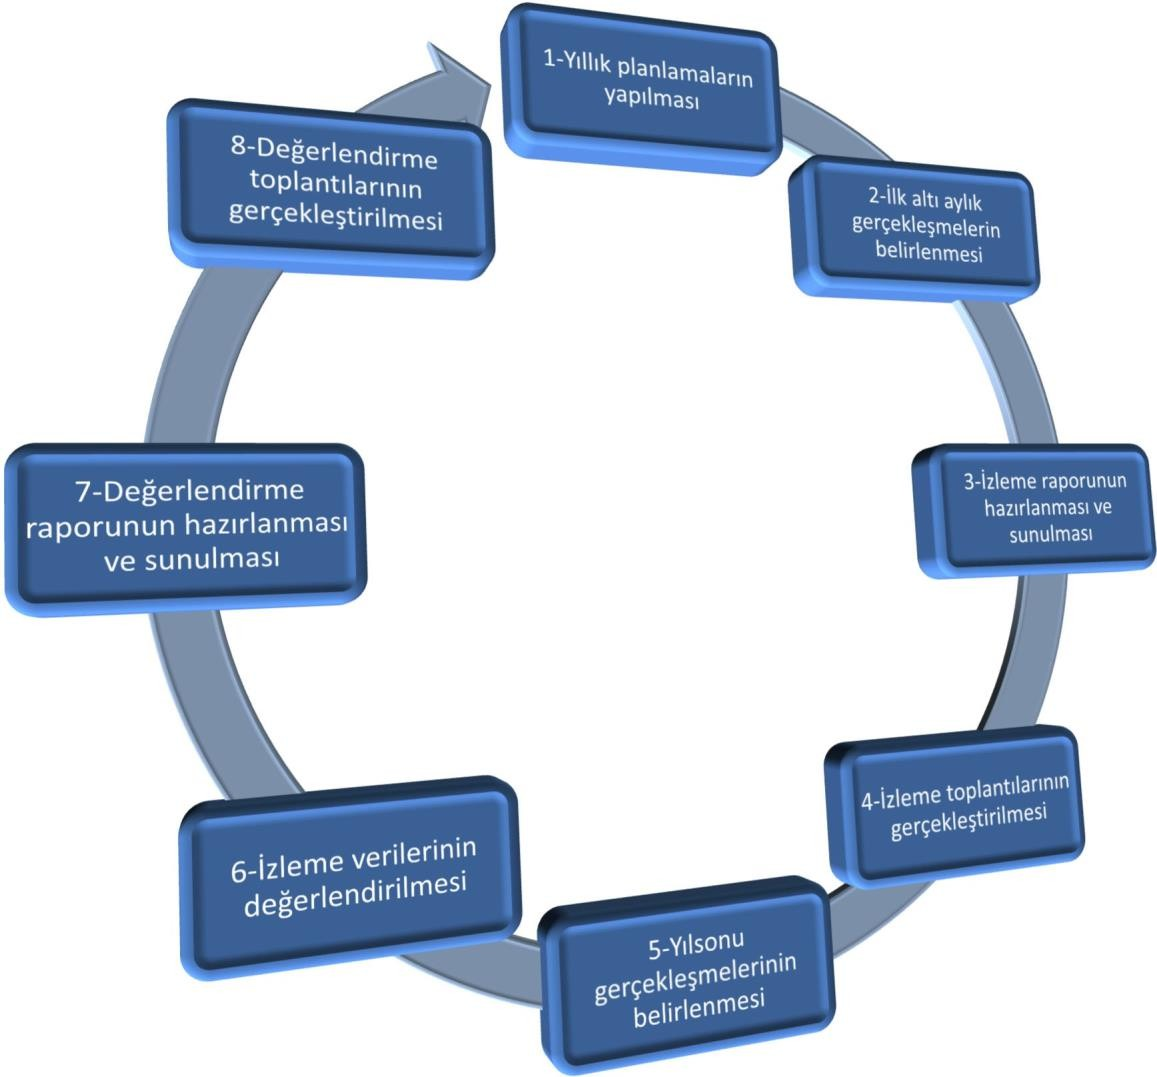 1-Yıllık planlamaların
yapılması
2-İlk altı aylık
gerçekleşmelerin
belirlenmesi
3-İzleme raporunun
hazırlanması ve
sunulması
4-İzleme toplantılarının
gerçekleştirilmesi
5-Yılsonu
gerçekleşmelerinin
belirlenmesi
6-İzleme verilerinin
değerlendirilmesi
7-Değerlendirme
raporunun hazırlanması
ve sunulması
8-Değerlendirme
toplantılarının
gerçekleştirilmesi